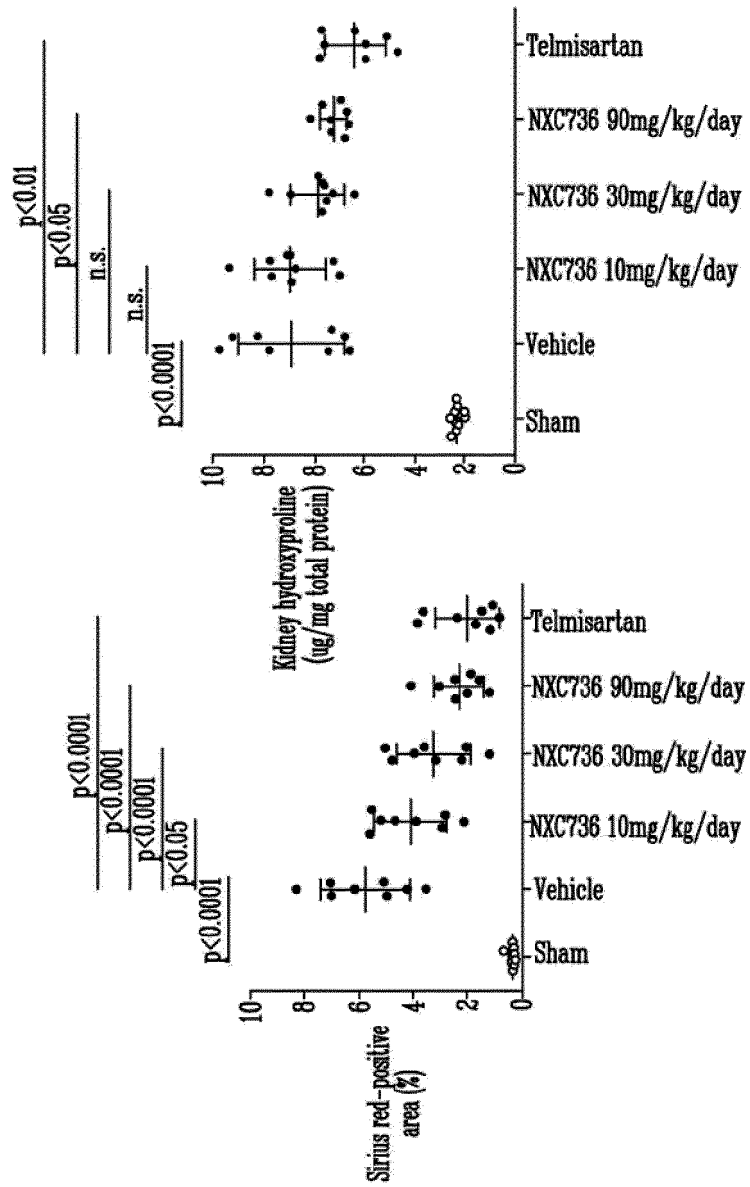 p<0.0001
p<0.0001
p<0.0001
p<0.05
p<0.0001
Sirius red-positive
area (%)
10
8
6
4
2
0
Sham
Vehicle
NXC736 10mg/kg/day
NXC736 30mg/kg/day
NXC736 90mg/kg/day
Telmisartan
p<0.01
p<0.05
n.s.
n.s.
p<0.0001
Kidney hydroxyproline
(ug/mg total protein)
10
8
8
6
4
2
0
Sham
Vehicle
NXC736 10mg/kg/day
NXC736 30mg/kg/day
NXC736 90mg/kg/day
Telmisartan